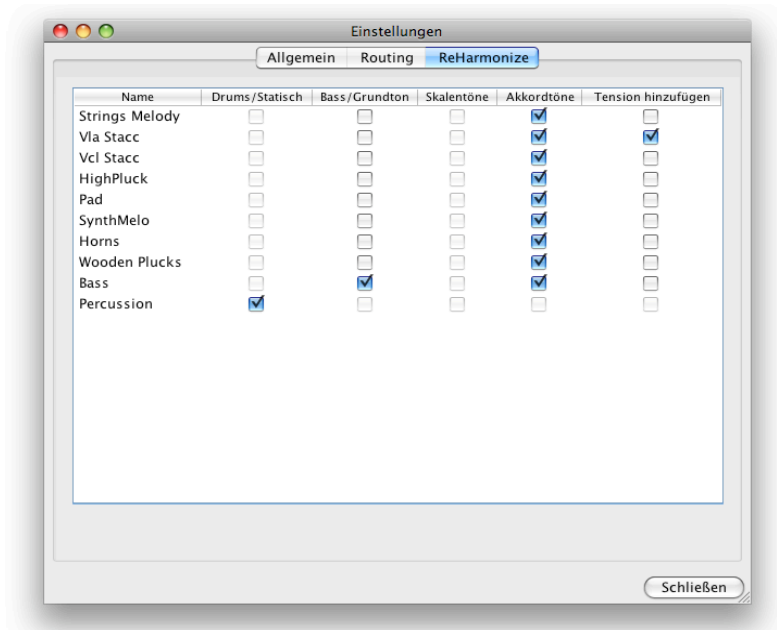 Einstellungen
Allgemein Routing ReHarmonize
Name Drums/Statisch Bass/Grundton Skalentöne Akkordtöne Tension hinzufügen
Strings Melody
Vla Stacc
Vcl Stacc
HighPluck
Pad
SynthMelo
Horns
Wooden Plucks
Bass
Percussion
Schließen